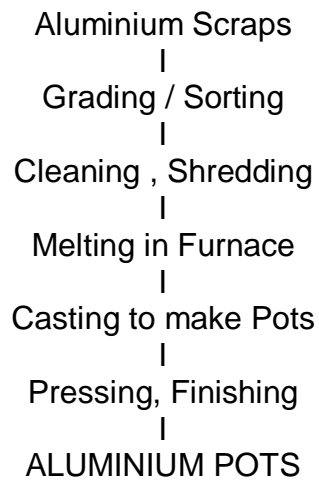 Aluminium Scraps
Grading / Sorting
Cleaning , Shredding
Melting in Furnace
Casting to make Pots
Pressing, Finishing
ALUMINIUM POTS